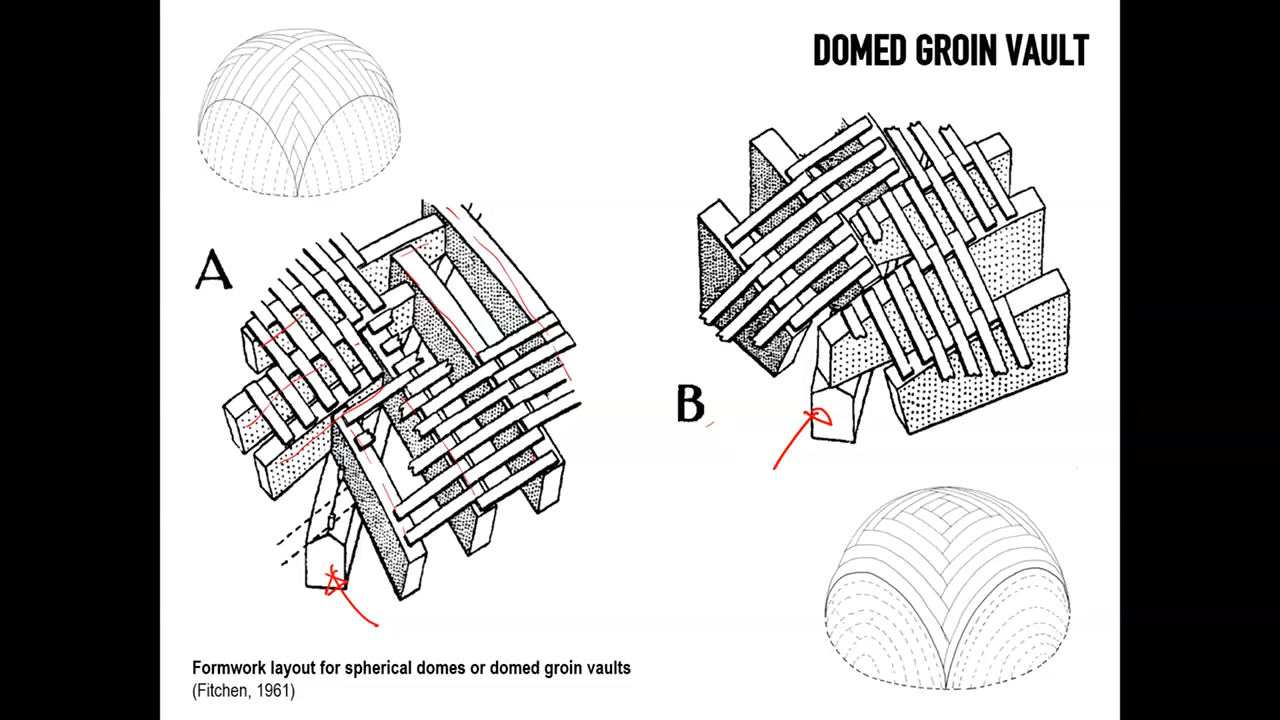 DOMED GROIN VAULT
A
B
Formwork layout for spherical domes or domed groin vaults
(Fitchen, 1961)